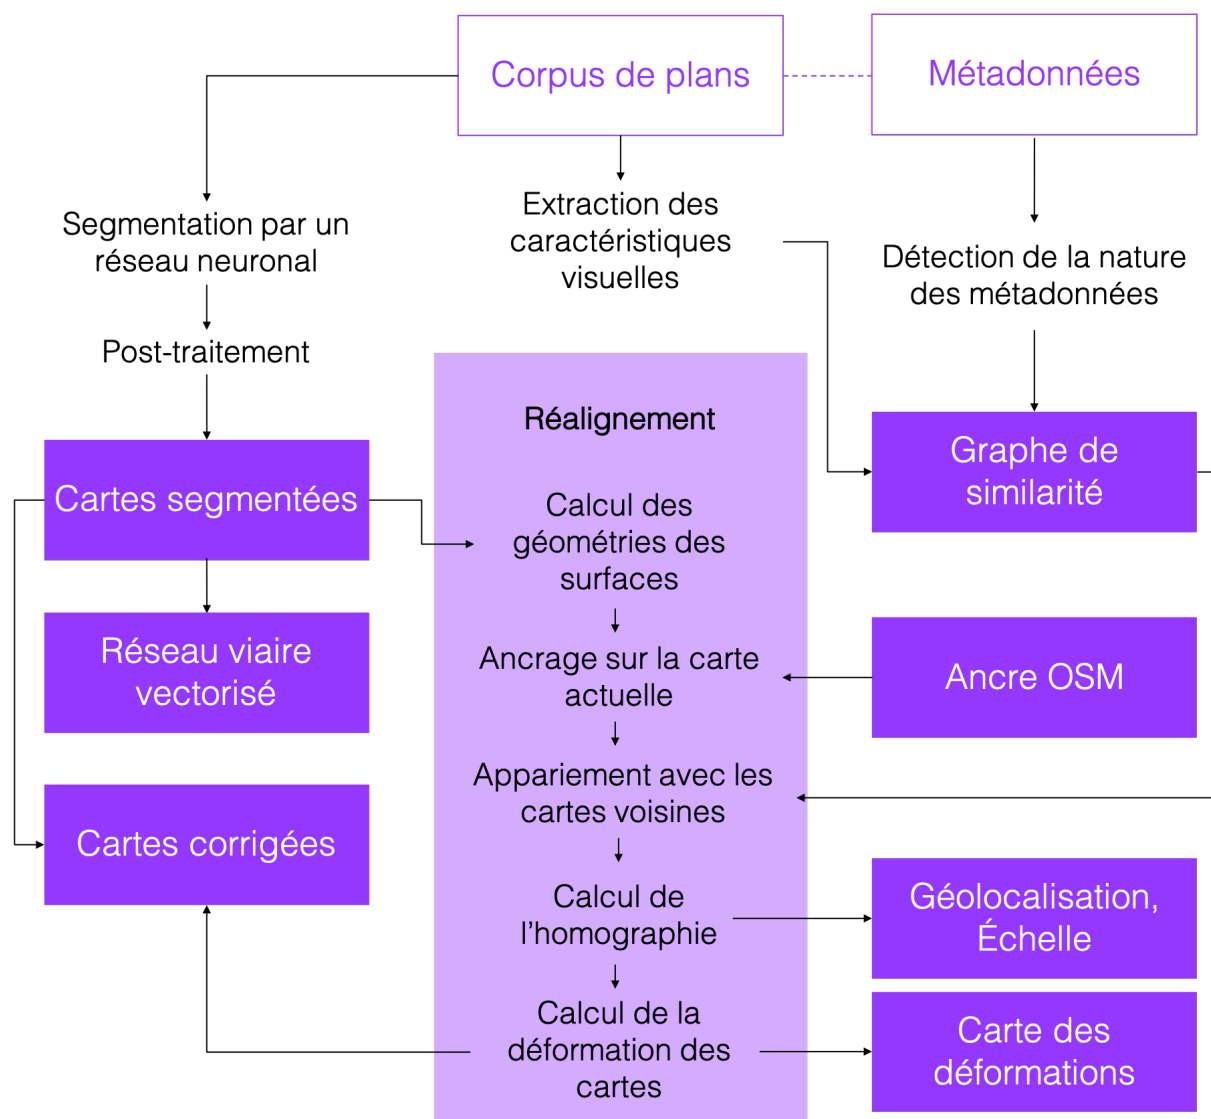 Corpus de plans
Métadonnées
Segmentation par un
réseau neuronal
Extraction des
caractéristiques
visuelles
Détection de la nature
des métadonnées
Post-traitement
Réalignement
Cartes segmentées
Graphe de
similarité
Calcul des
géométries des
surfaces
Réseau viaire
vectorisé
Ancrage sur la carte
actuelle
Ancre OSM
Appariement avec les
cartes voisines
Cartes corrigées
Calcul de
l'homographie
Géolocalisation,
Échelle
Calcul de la
déformation des
cartes
Carte des
déformations